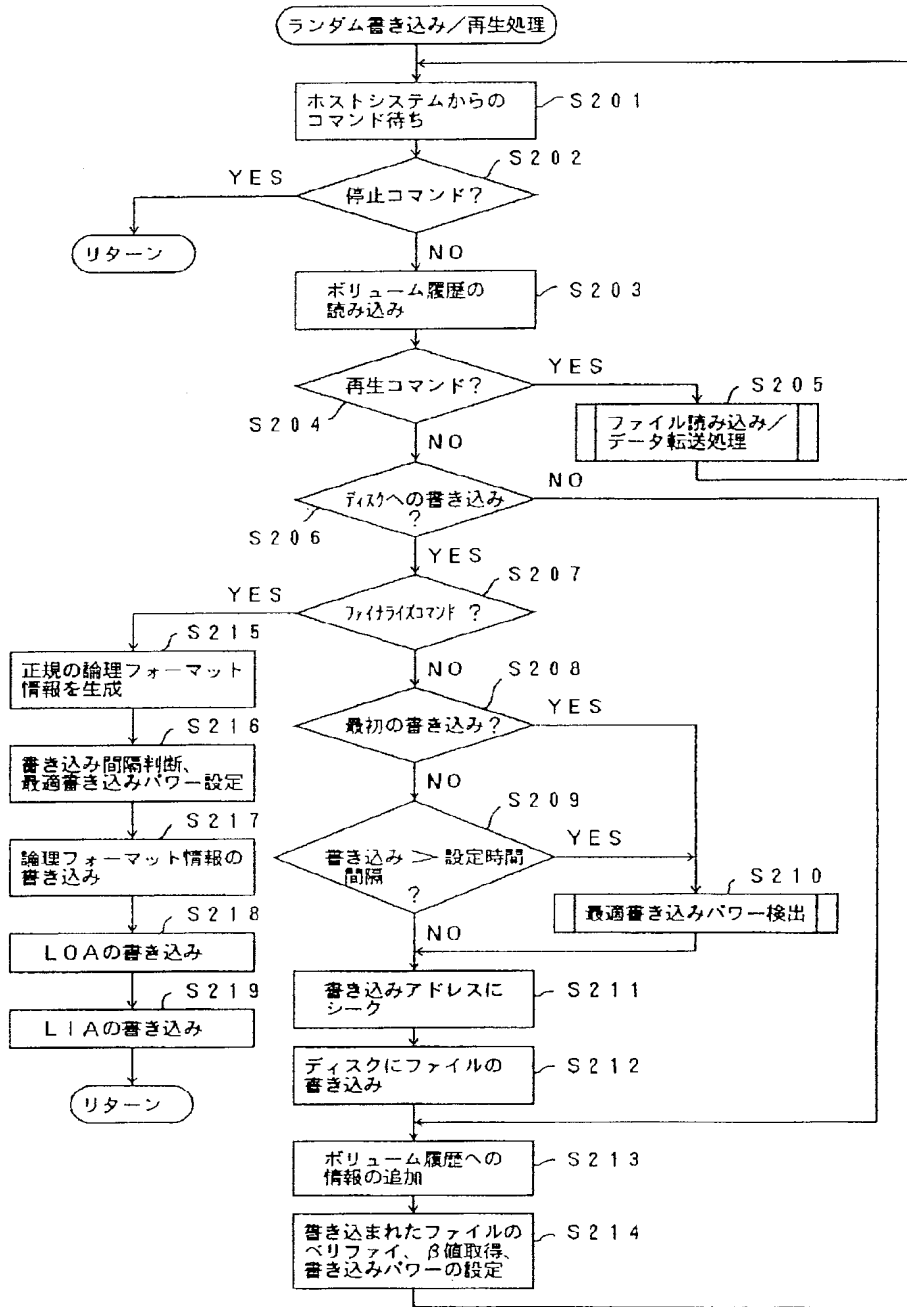 ランダム書き込み／再生処理
ホストシステムからの
コマンド待ち
S201
S202
YES
停止コマンド？
リターン
NO
ボリューム履歴の
読み込み
S203
再生コマンド？
YES
S204
S205
ファイル読み込み／
データ転送処理
NO
ディスクへの書き込み
？
NO
S206
YES
S207
YES
ファイナライズコマンド ？
S215
正規の論理フォーマット
情報を生成
NO
S208
最初の書き込み？
YES
S216
書き込み間隔判断、
最適書き込みパワー設定
NO
S209
S217
論理フォーマット情報の
書き込み
書き込み ＞ 設定時間
間隔
？
YES
S210
最適書き込みパワー検出
NO
S218
LOAの書き込み
書き込みアドレスに
シーク
S211
S219
LIAの書き込み
ディスクにファイルの
書き込み
S212
リターン
ボリューム履歴への
情報の追加
S213
書き込まれたファイルの
ベリファイ、β値取得、
書き込みパワーの設定
S214